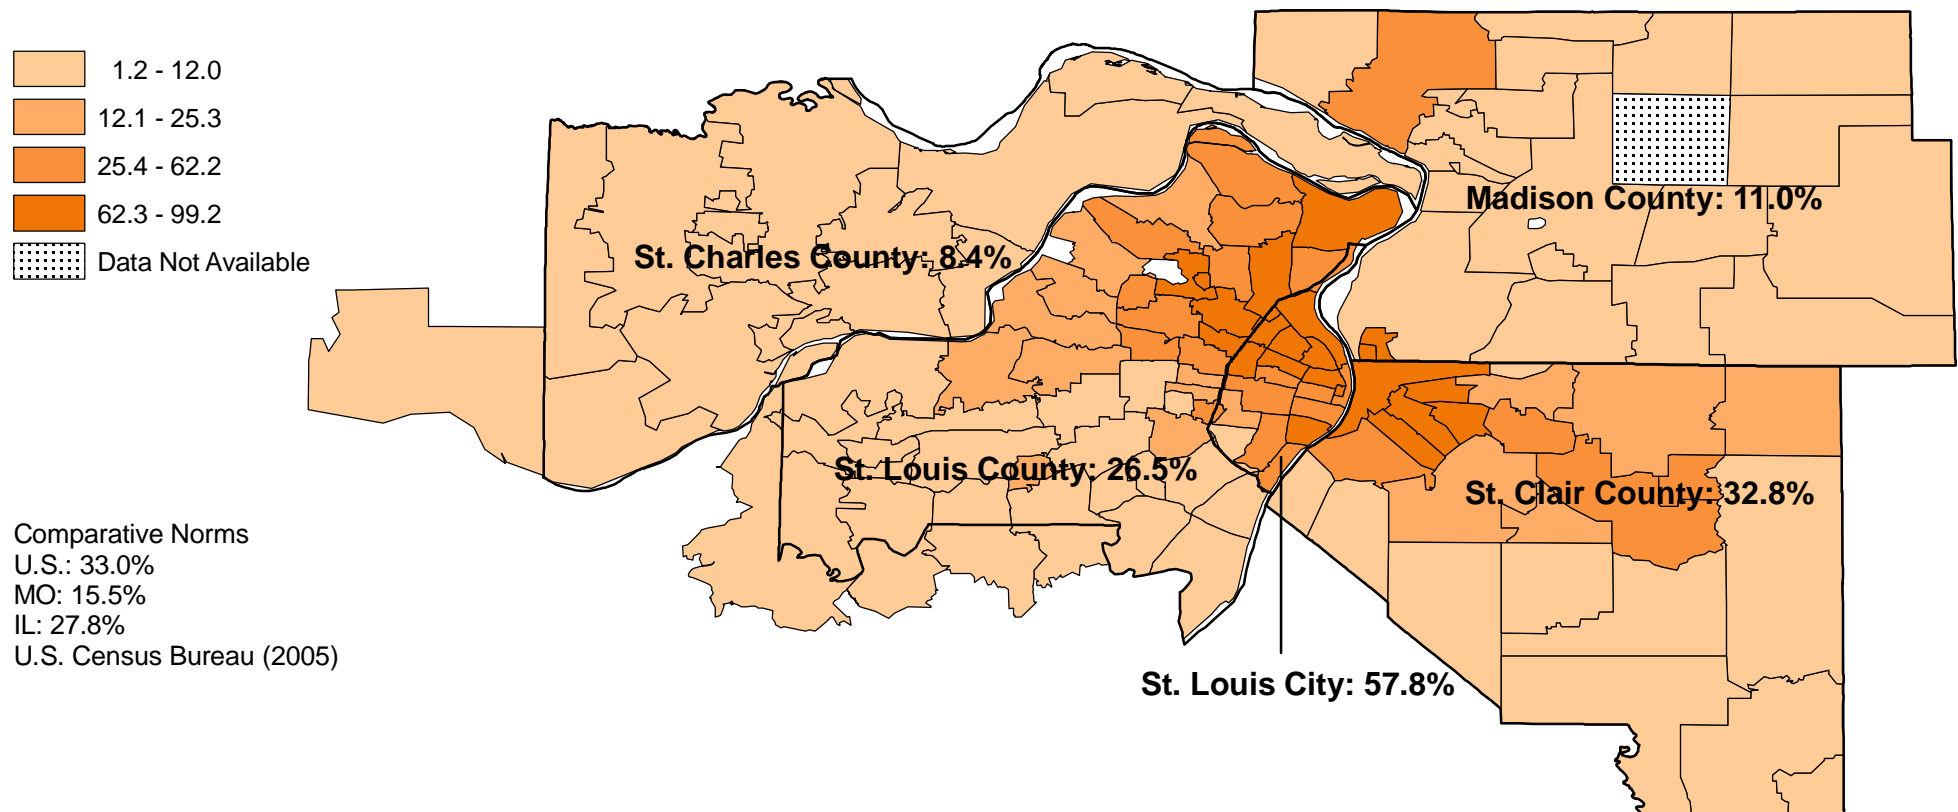 1.2 - 12.0
12.1 - 25.3
25.4 - 62.2
62.3 - 99.2
Data Not Available
Madison County: 11.0%
St. Charles County: 8.4%
St. Louis County: 26.5%
St. Clair County: 32.8%
St. Louis City: 57.8%
Comparative Norms
U.S.: 33.0%
MO: 15.5%
IL: 27.8%
U.S. Census Bureau (2005)